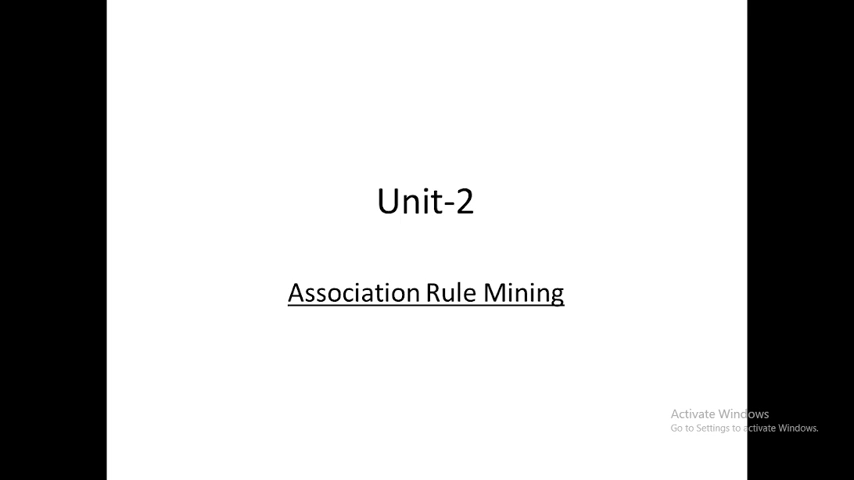 Unit-2
Association Rule Mining
Activate Windows
Go to Settings to activate Windows.